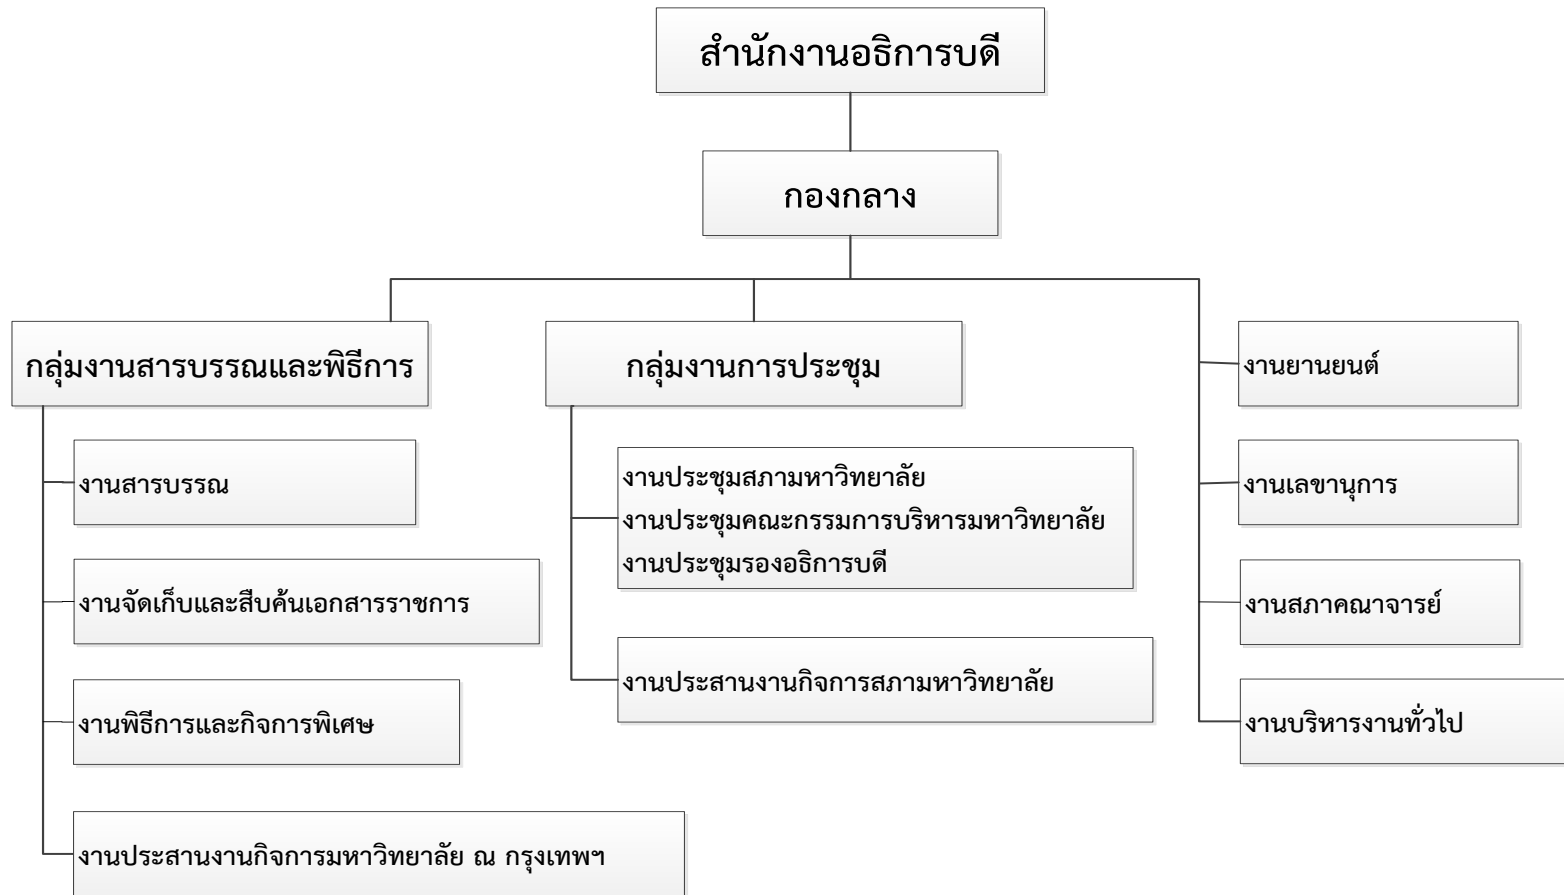 สำนักงานอธิการบดี
กองกลาง
กลุ่มงานสารบรรณและพิธีการ
งานสารบรรณ
งานจัดเก็บและสืบค้นเอกสารราชการ
งานพิธีการและกิจการพิเศษ
งานประสานงานกิจการมหาวิทยาลัย ณ กรุงเทพฯ
กลุ่มงานการประชุม
งานประชุมสภามหาวิทยาลัย
งานประชุมคณะกรรมการบริหารมหาวิทยาลัย
งานประชุมรองอธิการบดี
งานประสานงานกิจการสภามหาวิทยาลัย
งานยานยนต์
งานเลขานุการ
งานสภาคณาจารย์
งานบริหารงานทั่วไป